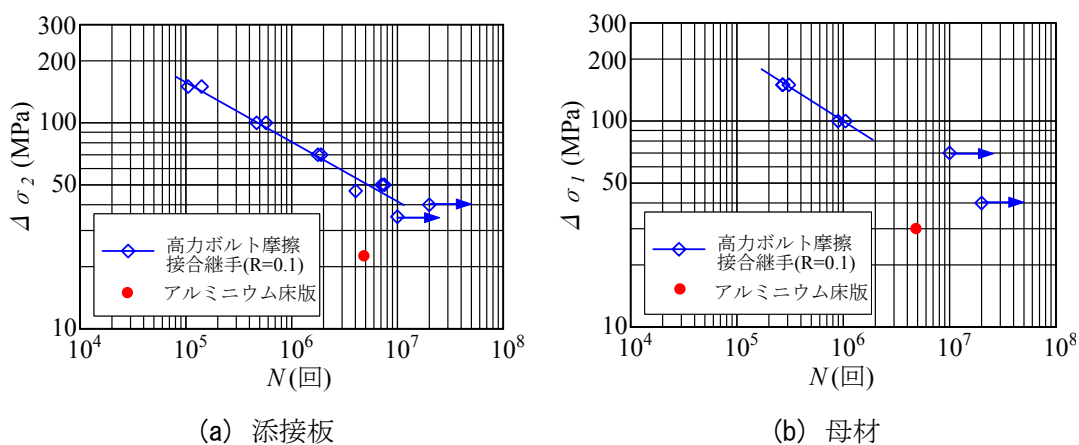 300
200
100
50
10
Δσ2 (MPa)
高力ボルト摩擦
接合継手(R=0.1)
アルミニウム床版
10^4 10^5 10^6 10^7 10^8
N(回)
(a) 添接板
300
200
100
50
10
Δσ1 (MPa)
高力ボルト摩擦
接合継手(R=0.1)
アルミニウム床版
10^4 10^5 10^6 10^7 10^8
N(回)
(b) 母材